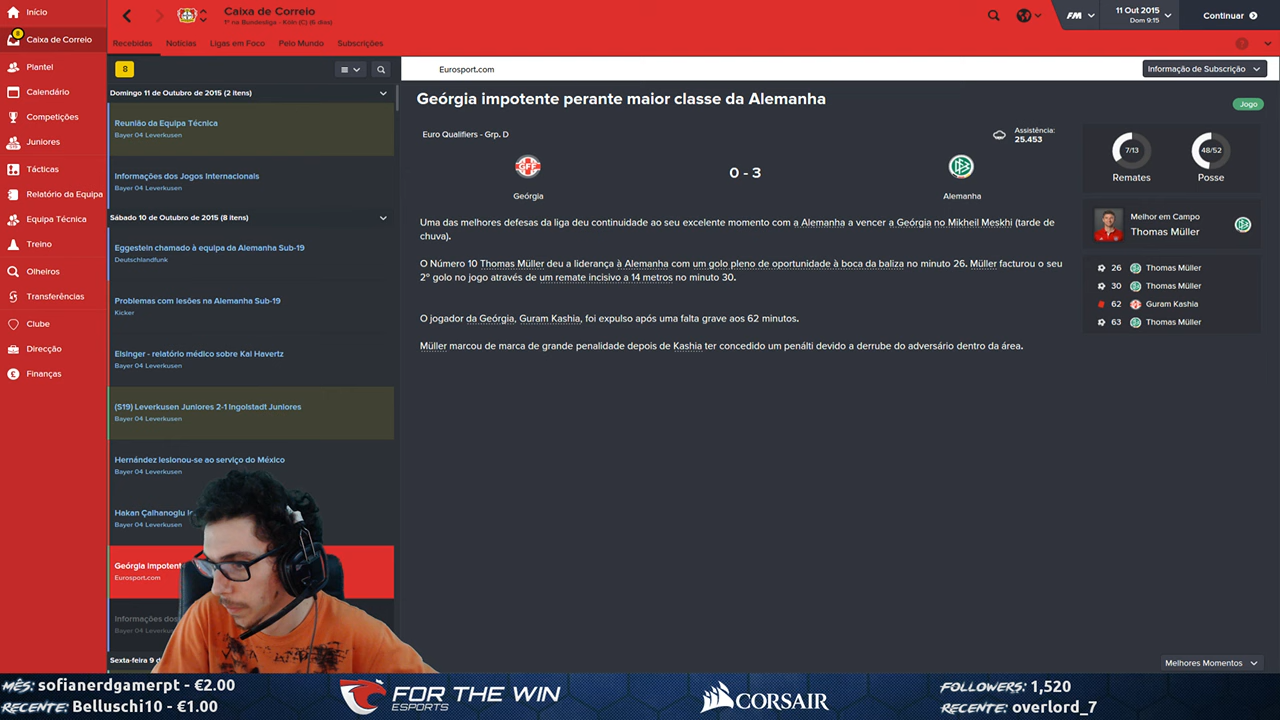 Início
Caixa de Correio
1º na Bundesliga - Köln (C) (6 dias)
FM
11 Out 2015
Dom 9:15
Continuar
8
Caixa de Correio
Recebidas
Notícias
Ligas em Foco
Pelo Mundo
Subscrições
Plantel
Calendário
Competições
Juniores
Tácticas
Relatório da Equipa
Equipa Técnica
Treino
Olheiros
Transferências
Clube
Direcção
Finanças
8
Domingo 11 de Outubro de 2015 (2 itens)
Reunião da Equipa Técnica
Bayer 04 Leverkusen
Informações dos Jogos Internacionais
Bayer 04 Leverkusen
Sábado 10 de Outubro de 2015 (8 itens)
Eggestein chamado à equipa da Alemanha Sub-19
Deutschlandfunk
Problemas com lesões na Alemanha Sub-19
Kicker
Elsinger - relatório médico sobre Kai Havertz
Bayer 04 Leverkusen
(S19) Leverkusen Juniores 2-1 Ingolstadt Juniores
Bayer 04 Leverkusen
Hernández lesionou-se ao serviço do México
Bayer 04 Leverkusen
Hakan Çalhanoglu
Bayer 04 Leverkusen
Geórgia impotent
Eurosport.com
Informações dos
Bayer 04 Leverku
Sexta-feira 9 d
Eurosport.com
Informação de Subscrição
Geórgia impotente perante maior classe da Alemanha
Jogo
Euro Qualifiers - Grp. D
Assistência:
25.453
GFF
Geórgia
0 - 3
Alemanha
Uma das melhores defesas da liga deu continuidade ao seu excelente momento com a Alemanha a vencer a Geórgia no Mikheil Meskhi (tarde de
chuva).
O Número 10 Thomas Müller deu a liderança à Alemanha com um golo pleno de oportunidade à boca da baliza no minuto 26. Müller facturou o seu
2º golo no jogo através de um remate incisivo a 14 metros no minuto 30.
O jogador da Geórgia, Guram Kashia, foi expulso após uma falta grave aos 62 minutos.
Müller marcou de marca de grande penalidade depois de Kashia ter concedido um penálti devido a derrube do adversário dentro da área.
7/13
Remates
48/52
Posse
Melhor em Campo
Thomas Müller
26 Thomas Müller
30 Thomas Müller
62 Guram Kashia
63 Thomas Müller
Melhores Momentos
MÊS: sofianerdgamerpt - €2.00
RECENTE: Belluschi10 - €1.00
FOR THE WIN
ESPORTS
CORSAIR
FOLLOWERS: 1,520
RECENTE: overlord_7